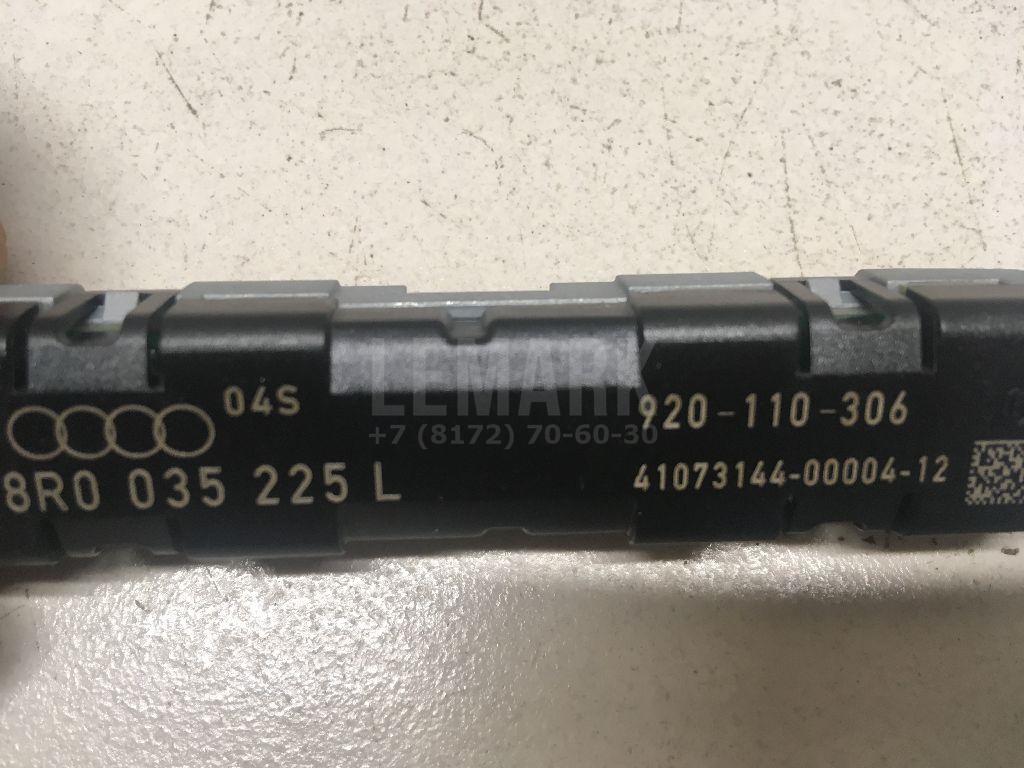 04S
8R0 035 225 L
920-110-306
41073144-00004-12
LEMARK
+7 (8172) 70-60-30